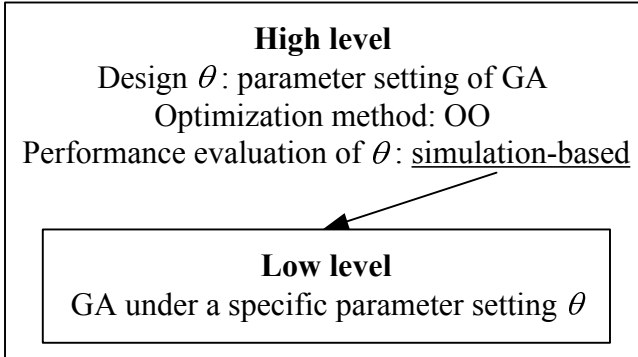 High level
Design θ : parameter setting of GA
Optimization method: OO
Performance evaluation of θ : simulation-based
Low level
GA under a specific parameter setting θ